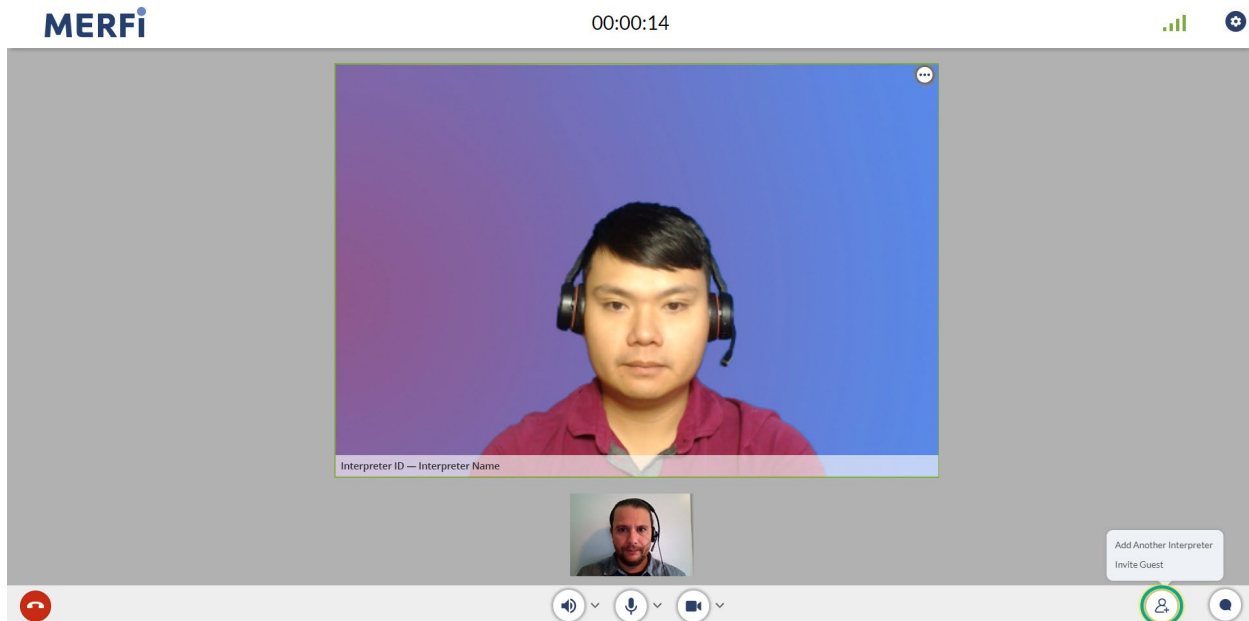 MERFi
00:00:14
Interpreter ID — Interpreter Name
Add Another Interpreter
Invite Guest